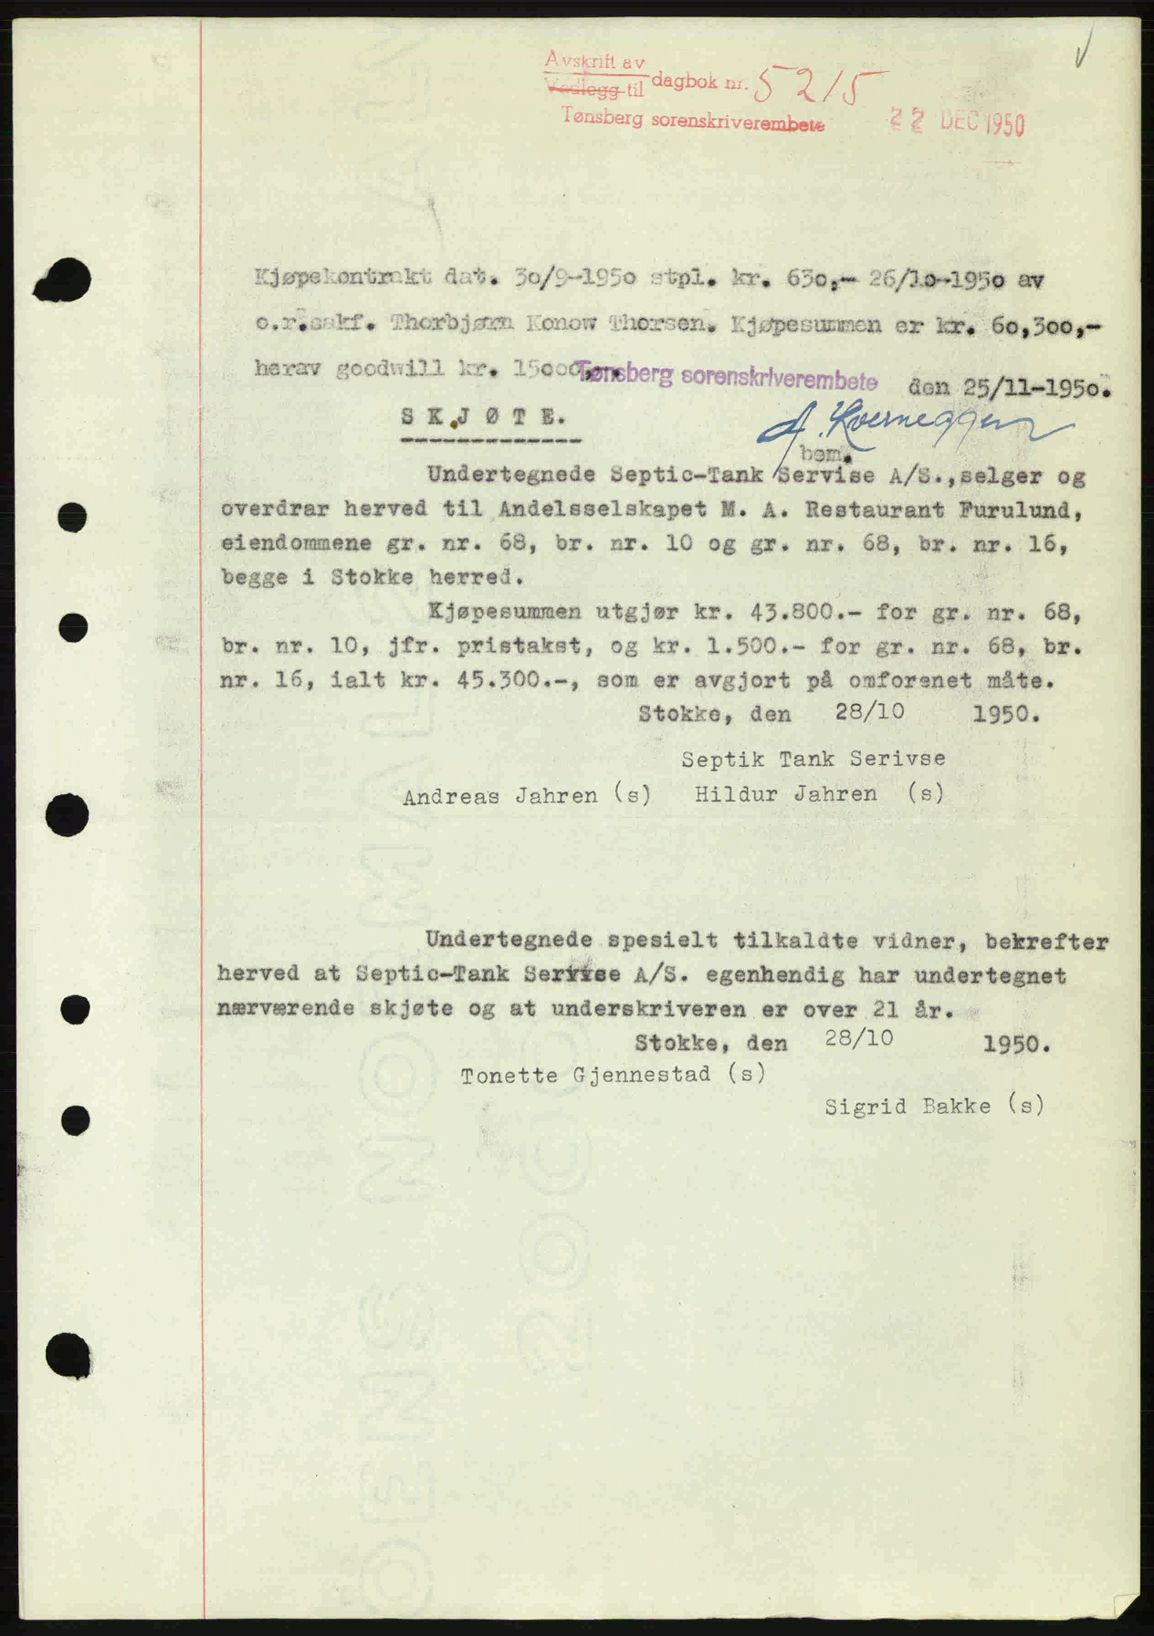 Avskrift av
Vedlegg til dagbok nr. 5215
Tønsberg sorenskriverembete 22 DEC 1950
Kjøpekontrakt dat. 30/9-1950 stpl. kr. 630,- 26/10-1950 av
o.r.sakf. Thorbjørn Konow Thorsen. Kjøpesummen er kr. 60,300,-
herav goodwill kr. 15000,-.
Tønsberg sorenskriverembete den 25/11-1950.
S K J Ø T E.
bem.
Undertegnede Septic-Tank Servise A/S.,selger og
overdrar herved til Andelsselskapet M. A. Restaurant Furulund,
eiendommene gr. nr. 68, br. nr. 10 og gr. nr. 68, br. nr. 16,
begge i Stokke herred.
Kjøpesummen utgjør kr. 43.800.- for gr. nr. 68,
br. nr. 10, jfr. pristakst, og kr. 1.500.- for gr. nr. 68, br.
nr. 16, ialt kr. 45.300.-, som er avgjort på omforenet måte.
Stokke, den 28/10 1950.
Septik Tank Serivse
Andreas Jahren (s) Hildur Jahren (s)
Undertegnede spesielt tilkaldte vidner, bekrefter
herved at Septic-Tank Servise A/S. egenhendig har undertegnet
nærværende skjøte og at underskriveren er over 21 år.
Stokke, den 28/10 1950.
Tonette Gjennestad (s)
Sigrid Bakke (s)